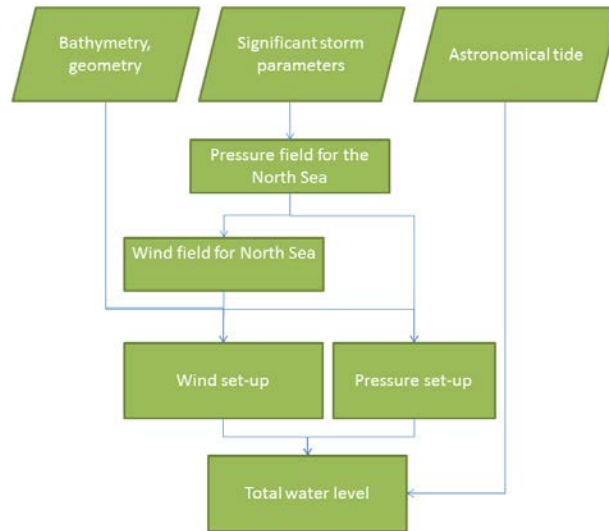 Bathymetry,
geometry
Significant storm
parameters
Astronomical tide
Pressure field for the
North Sea
Wind field for North Sea
Wind set-up
Pressure set-up
Total water level